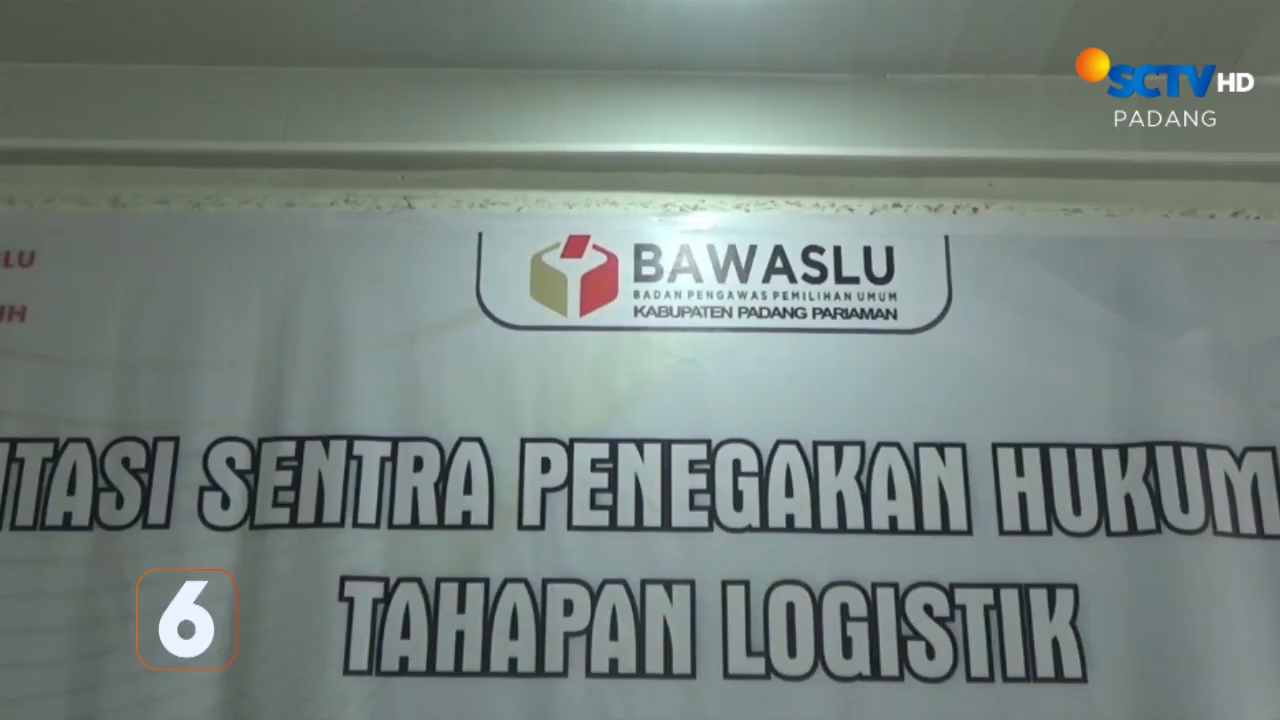 SCTV HD
PADANG
BAWASLU
BADAN PENGAWAS PEMILIHAN UMUM
KABUPATEN PADANG PARIAMAN
SENTRA PENEGAKAN HUKUM
TAHAPAN LOGISTIK
6